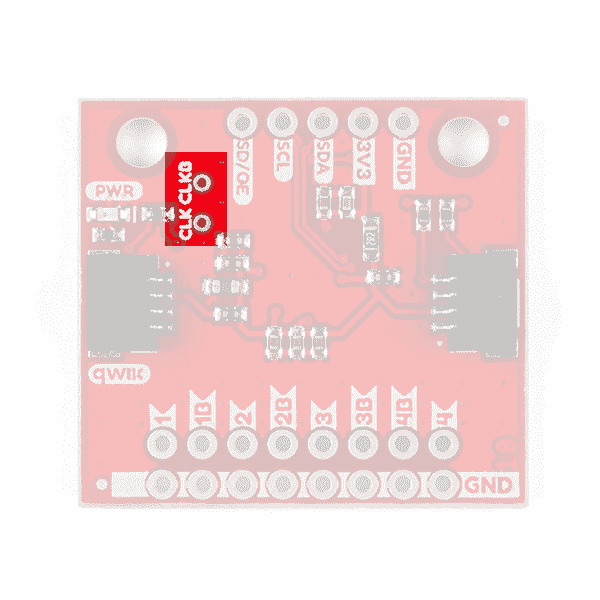 SD/OE
SCL
SDA
3V3
GND
CLK CLKB
PWR
282
qwiic
1
1B
2
2B
3
3B
4B
4
GND